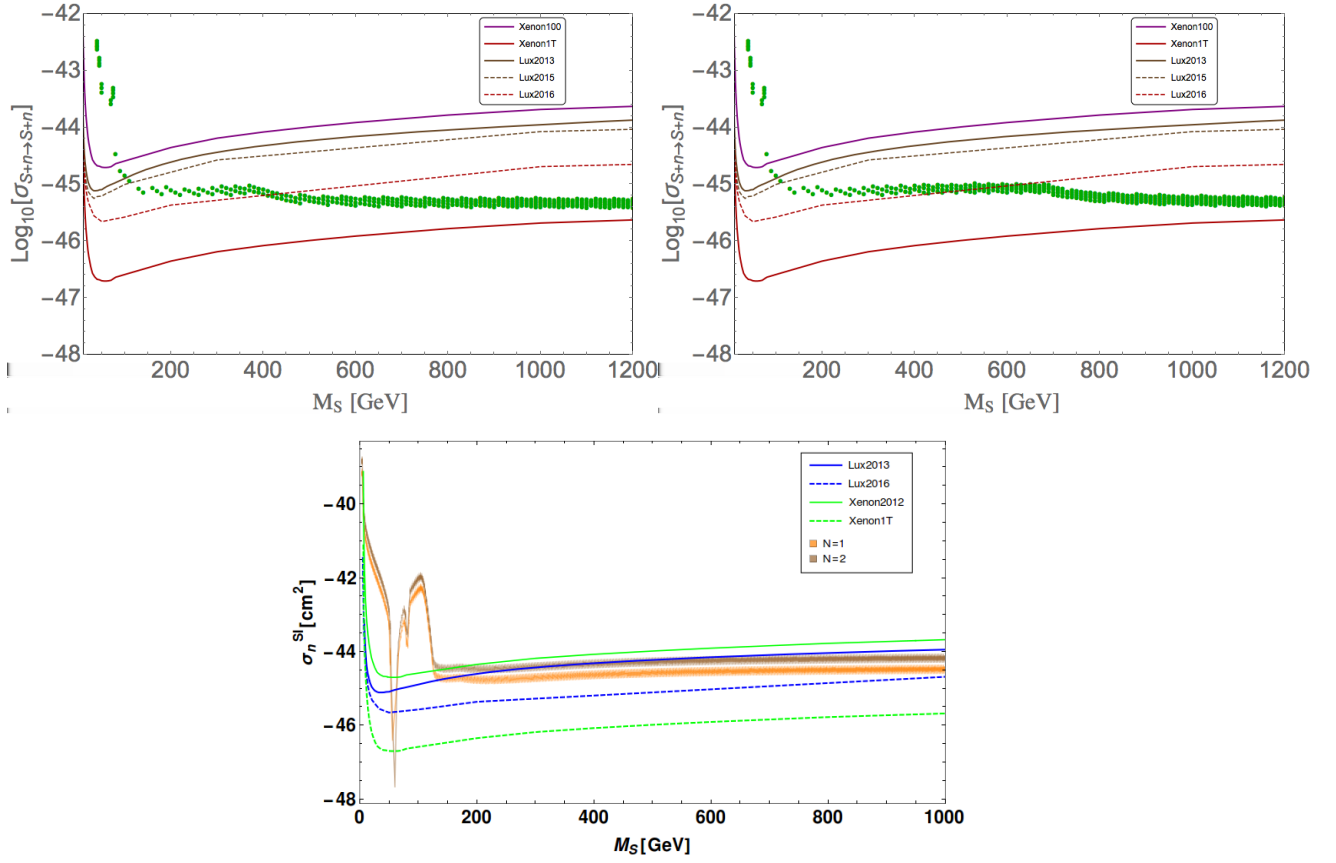 −42
−43
−44
−45
−46
−47
−48
Log10[σS+n→S+n]
Xenon100
Xenon1T
Lux2013
Lux2015
Lux2016
200 400 600 800 1000 1200
MS [GeV]
−42
−43
−44
−45
−46
−47
−48
Log10[σS+n→S+n]
Xenon100
Xenon1T
Lux2013
Lux2015
Lux2016
200 400 600 800 1000 1200
MS [GeV]
−40
−42
−44
−46
−48
σn SI [cm2]
Lux2013
Lux2016
Xenon2012
Xenon1T
N=1
N=2
0 200 400 600 800 1000
MS[GeV]